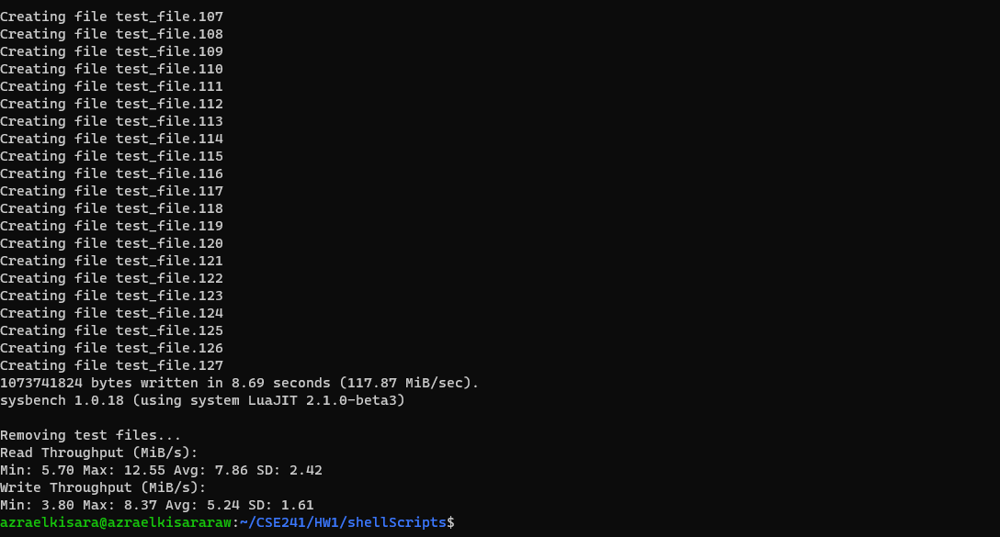 Creating file test_file.107
Creating file test_file.108
Creating file test_file.109
Creating file test_file.110
Creating file test_file.111
Creating file test_file.112
Creating file test_file.113
Creating file test_file.114
Creating file test_file.115
Creating file test_file.116
Creating file test_file.117
Creating file test_file.118
Creating file test_file.119
Creating file test_file.120
Creating file test_file.121
Creating file test_file.122
Creating file test_file.123
Creating file test_file.124
Creating file test_file.125
Creating file test_file.126
Creating file test_file.127
1073741824 bytes written in 8.69 seconds (117.87 MiB/sec).
sysbench 1.0.18 (using system LuaJIT 2.1.0-beta3)

Removing test files...
Read Throughput (MiB/s):
Min: 5.70 Max: 12.55 Avg: 7.86 SD: 2.42
Write Throughput (MiB/s):
Min: 3.80 Max: 8.37 Avg: 5.24 SD: 1.61
azraelkisara@azraelkisararaw:~/CSE241/HW1/shellScripts$